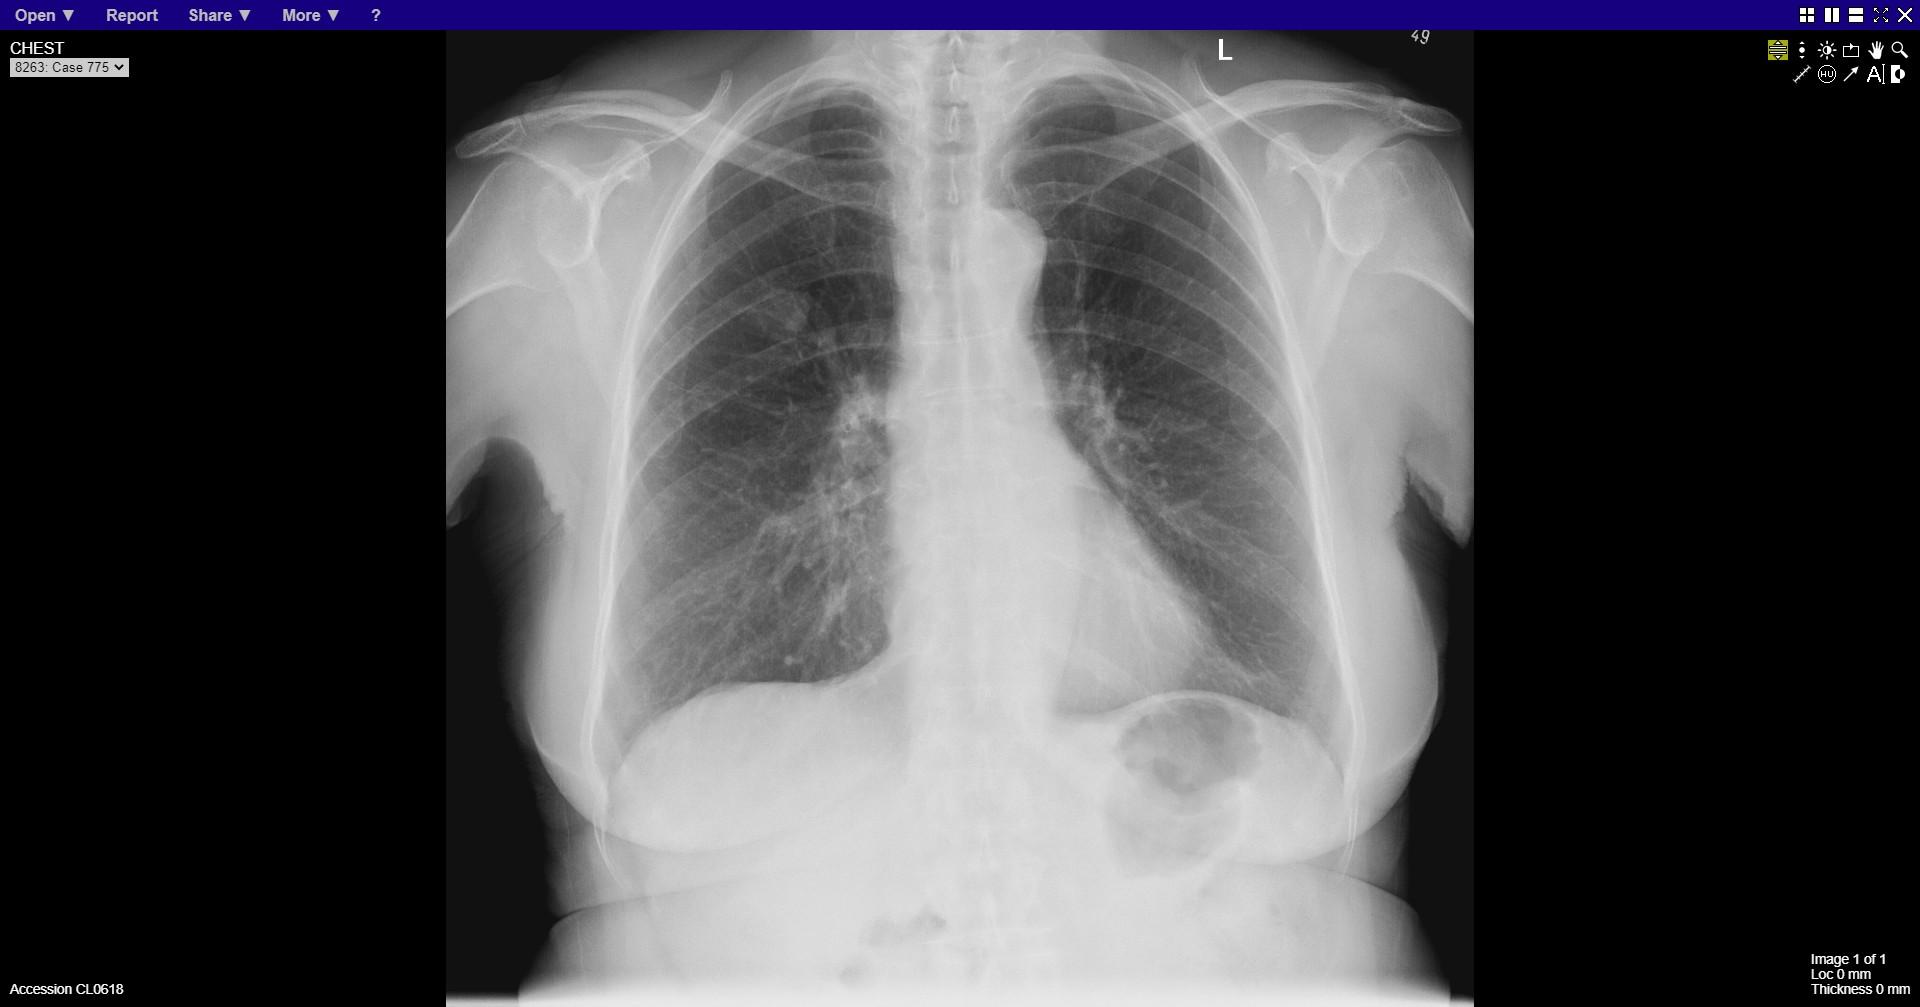 Open ▼ Report Share ▼ More ▼ ?
CHEST
8263: Case 775
L
49
HU
A
Image 1 of 1
Loc 0 mm
Thickness 0 mm
Accession CL0618